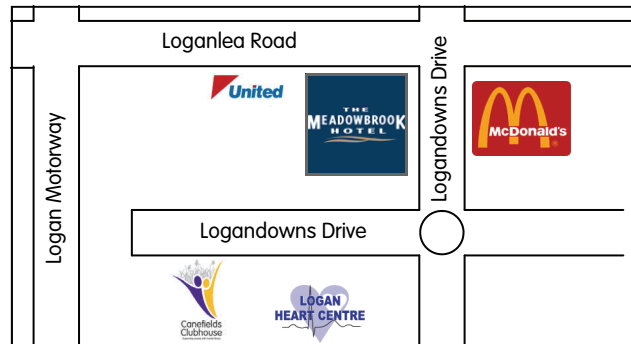 Loganlea Road
United
THE
MEADOWBROOK
HOTEL
Logandowns Drive
McDonald's
Logan Motorway
Logandowns Drive
Canefields
Clubhouse
LOGAN
HEART CENTRE